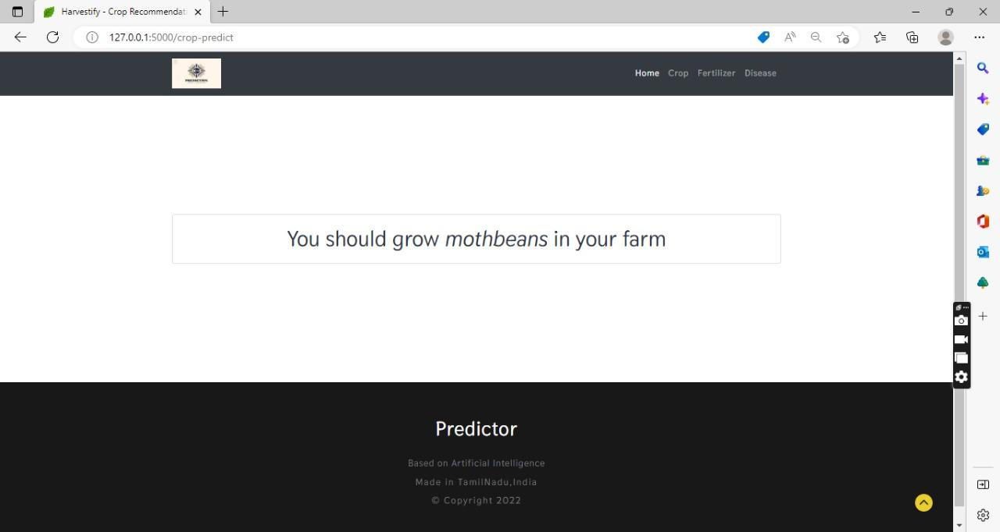 Harvestify - Crop Recommendat
127.0.0.1:5000/crop-predict
PREDICTION
Home Crop Fertilizer Disease
You should grow mothbeans in your farm
Predictor
Based on Artificial Intelligence
Made in TamilNadu,India
© Copyright 2022